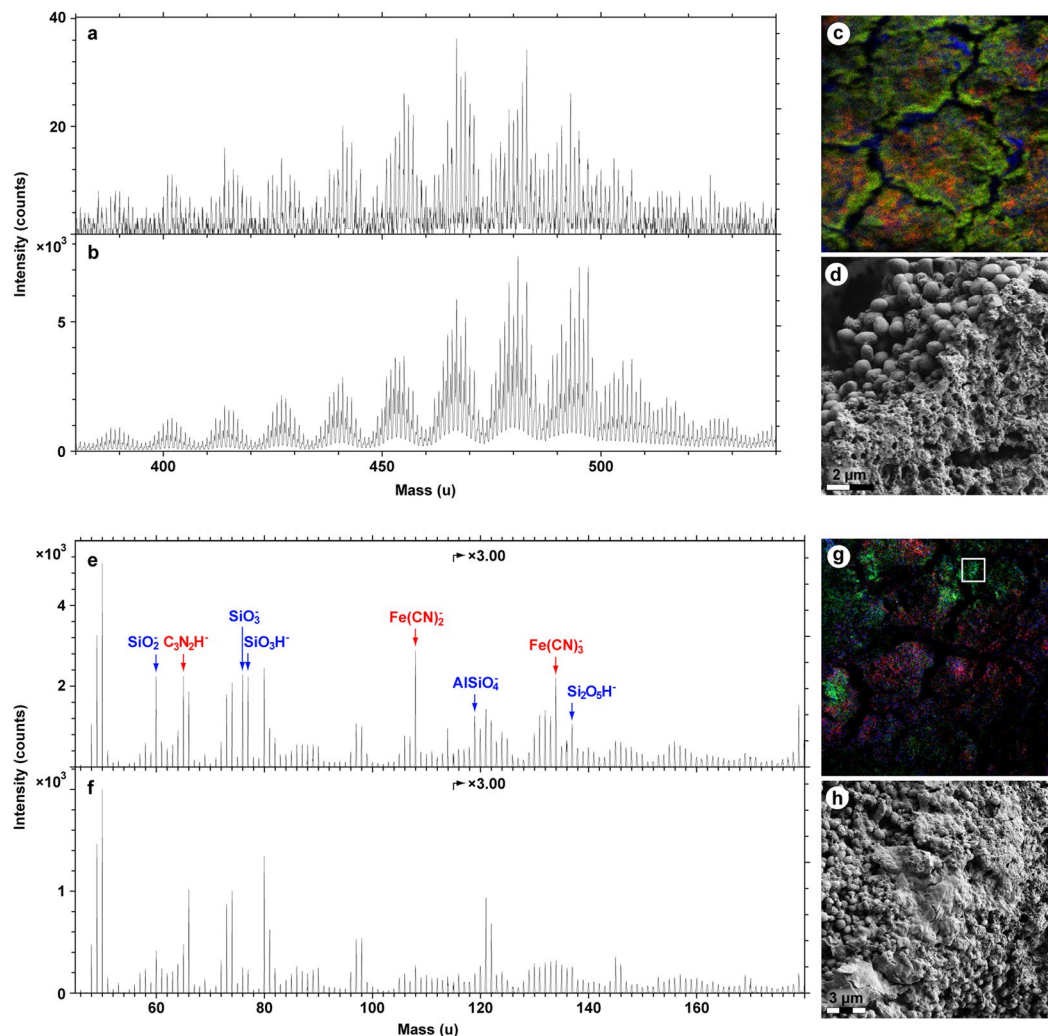 a
40
20
Intensity (counts)
b
×10³
5
0
400
450
500
Mass (u)
c
d
2 µm
e
×10³
4
2
×3.00
SiO₂⁻
C₃N₂H⁻
SiO₃⁻
SiO₃H⁻
Fe(CN)₂⁻
AlSiO₄⁻
Fe(CN)₃⁻
Si₂O₅H⁻
Intensity (counts)
f
×10³
1
0
×3.00
60
80
100
120
140
160
Mass (u)
g
h
3 µm